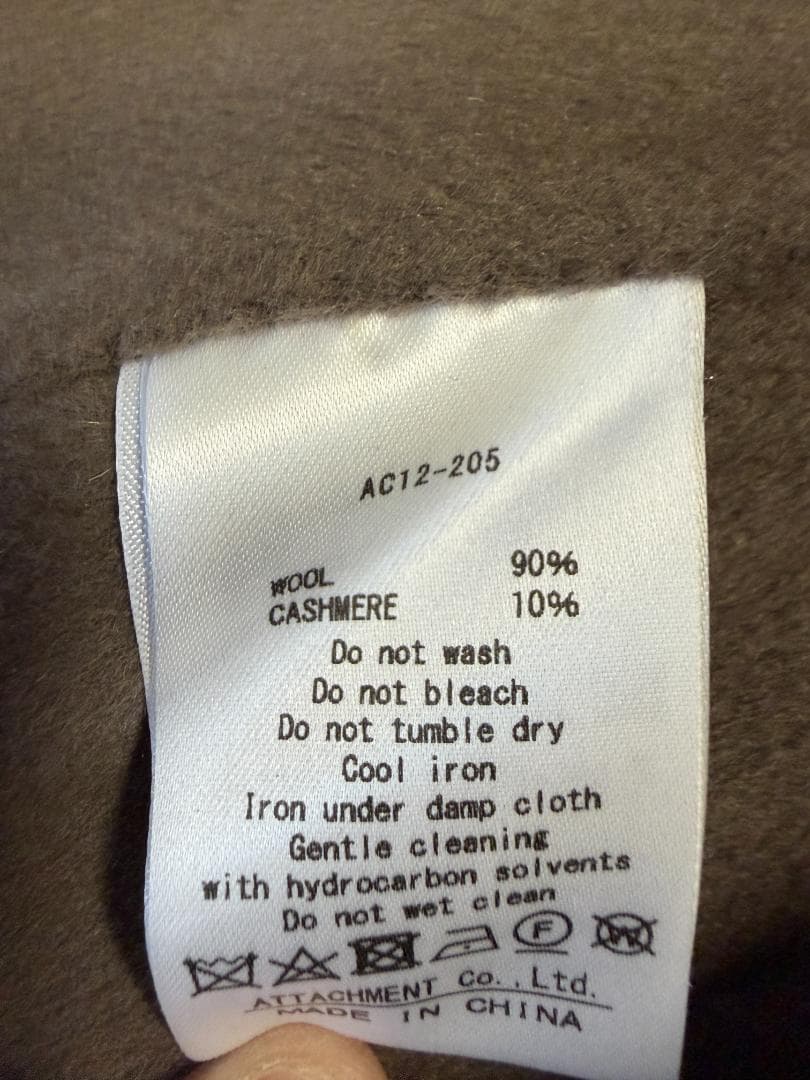 AC12-205
WOOL 90%
CASHMERE 10%
Do not wash
Do not bleach
Do not tumble dry
Cool iron
Iron under damp cloth
Gentle cleaning
with hydrocarbon solvents
Do not wet clean
F W
ATTACHMENT Co.,Ltd.
MADE IN CHINA